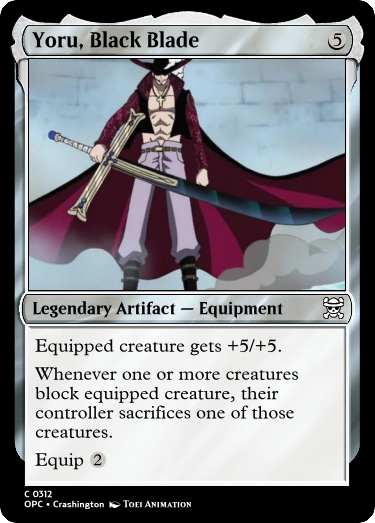 Yoru, Black Blade 5
Legendary Artifact — Equipment
Equipped creature gets +5/+5.
Whenever one or more creatures
block equipped creature, their
controller sacrifices one of those
creatures.
Equip 2
C 0312
OPC • Crashington Toei Animation